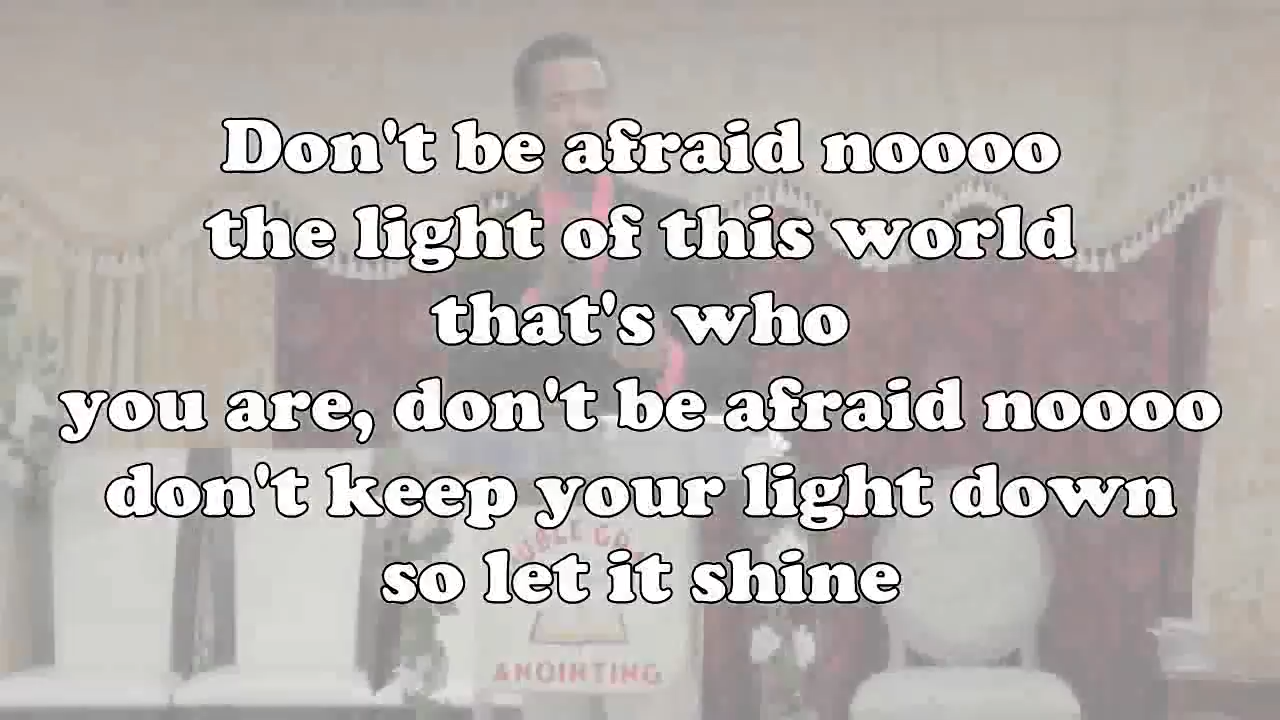 Don't be afraid noooo
the light of this world
that's who
you are, don't be afraid noooo
don't keep your light down
so let it shine
ANOINTING